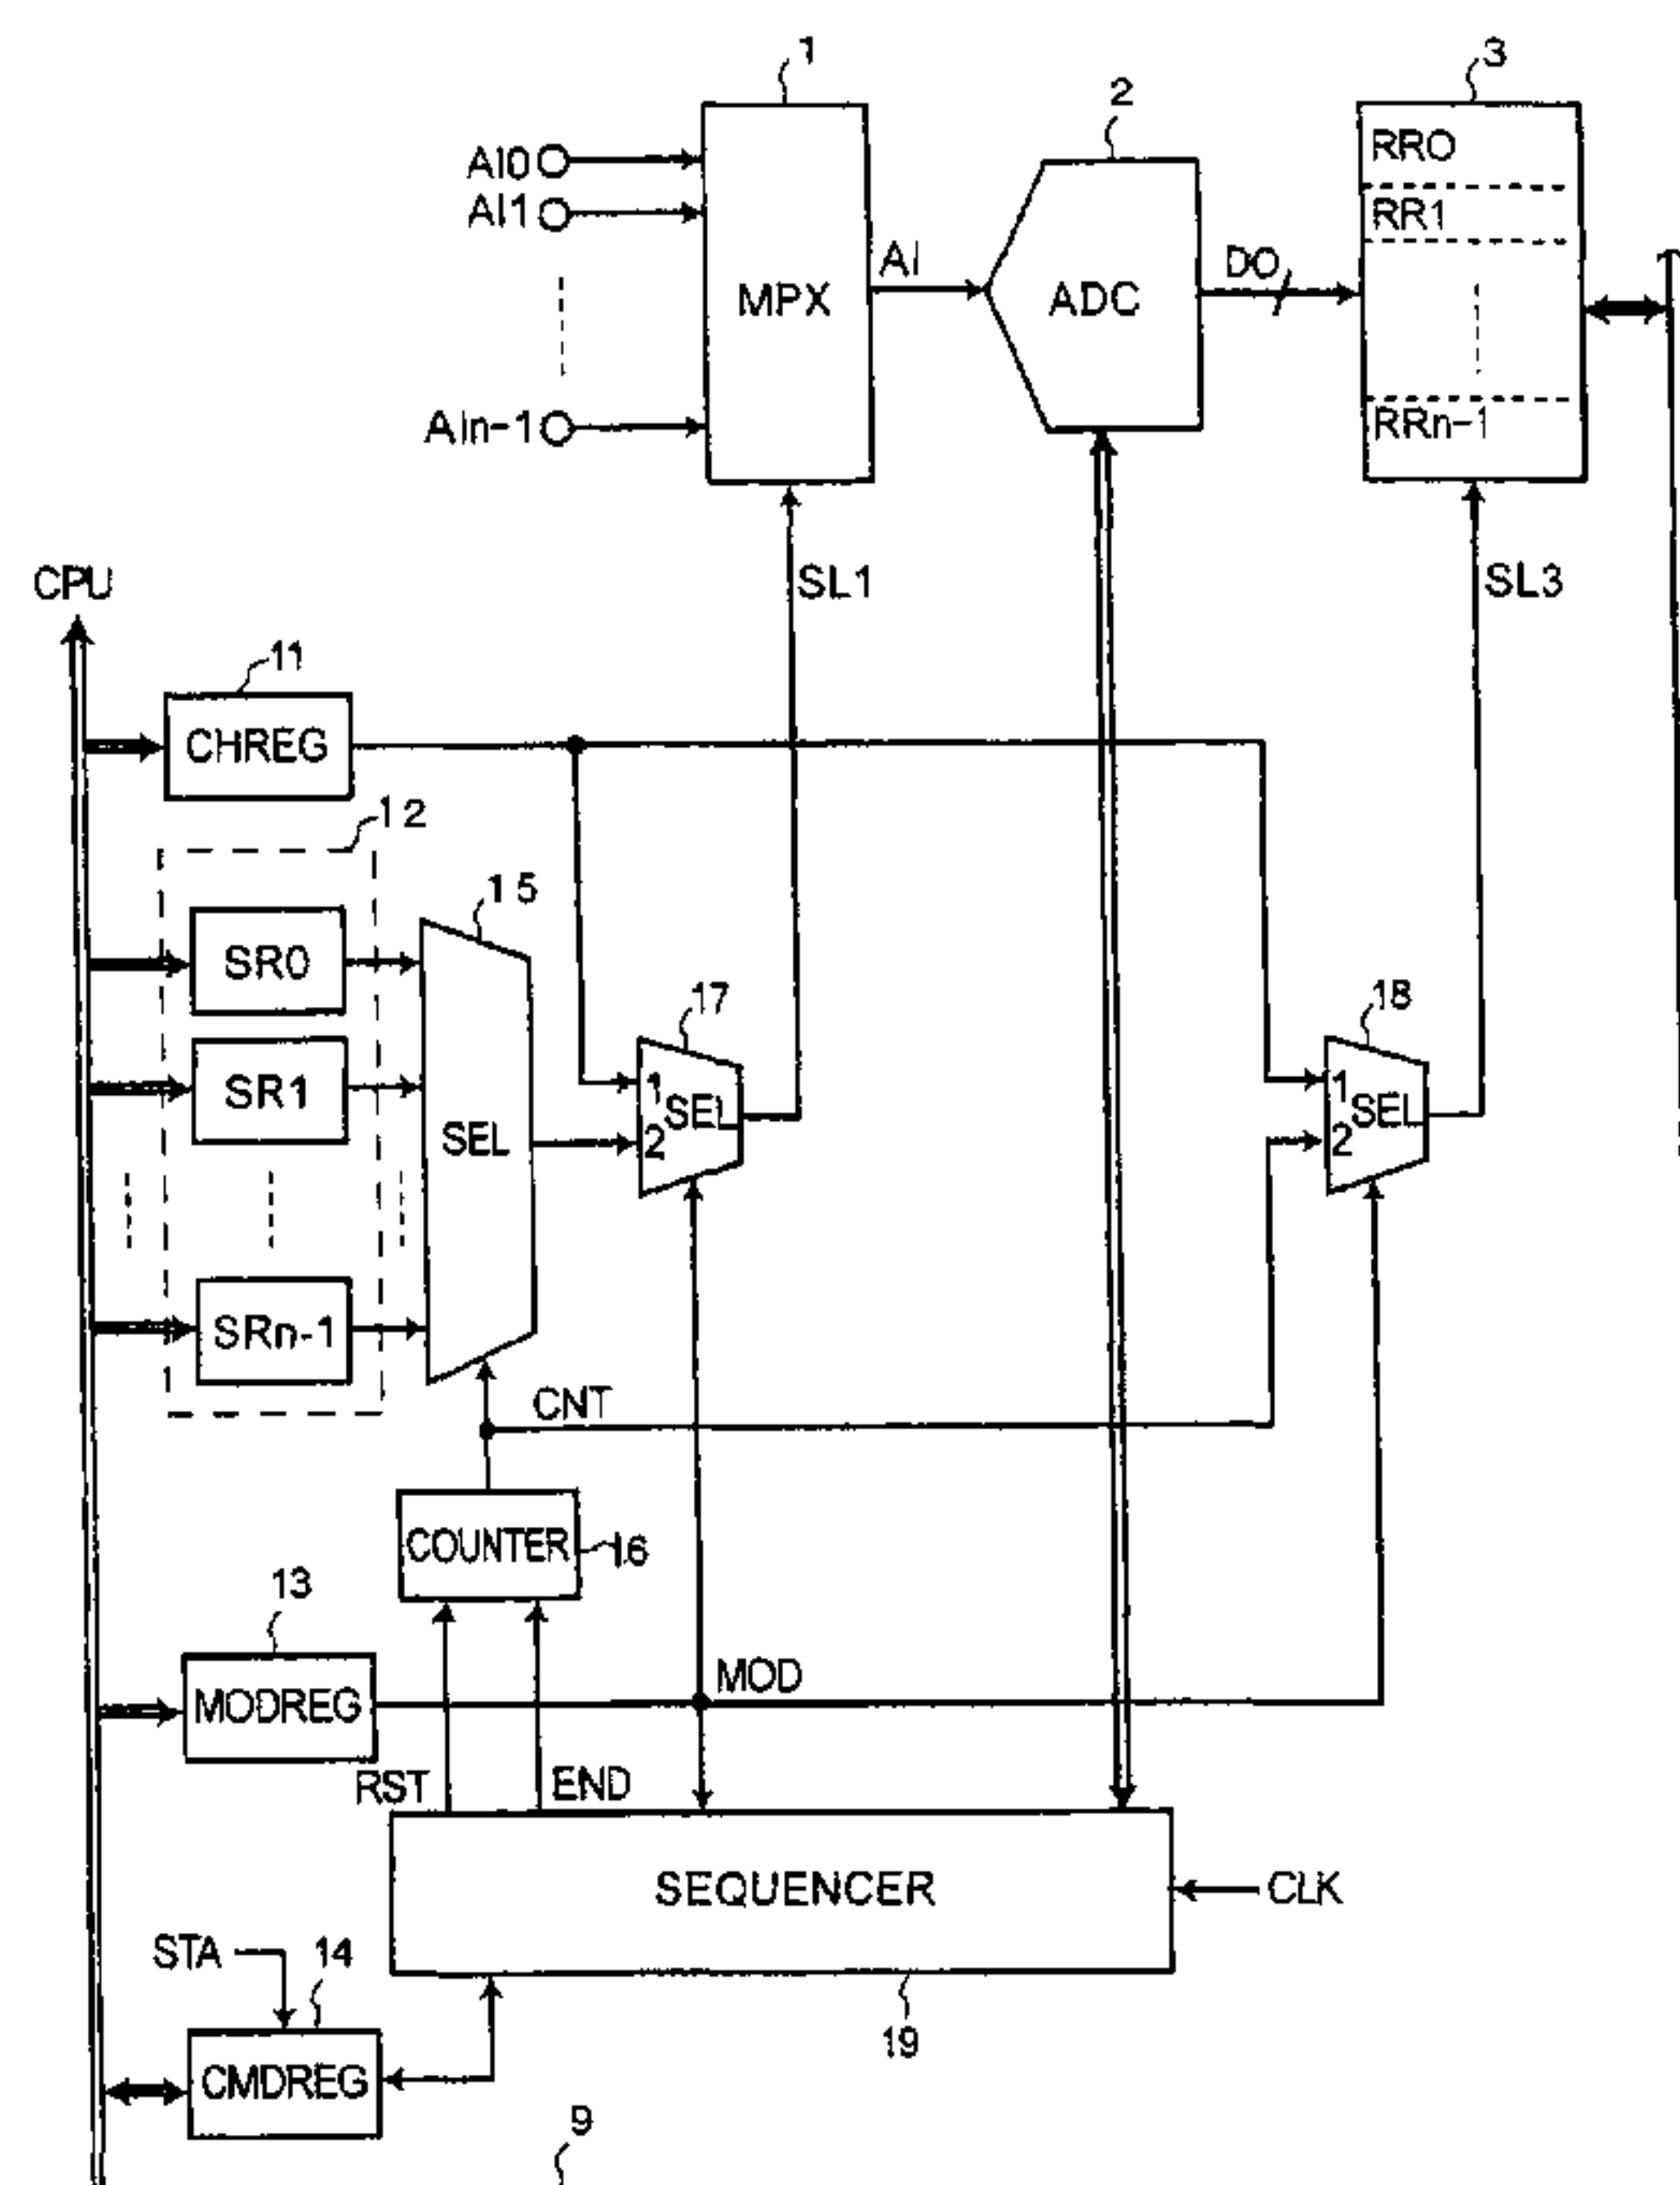 1
2
3
AI0
AI1
AIn-1
MPX
AI
ADC
DO
RR0
RR1
RRn-1
CPU
SL1
SL3
11
CHREG
12
15
SR0
SR1
SRn-1
SEL
17
1
2
SEL
18
1
2
SEL
CNT
COUNTER
16
13
MODREG
MOD
RST
END
SEQUENCER
CLK
STA
14
CMDREG
19
9